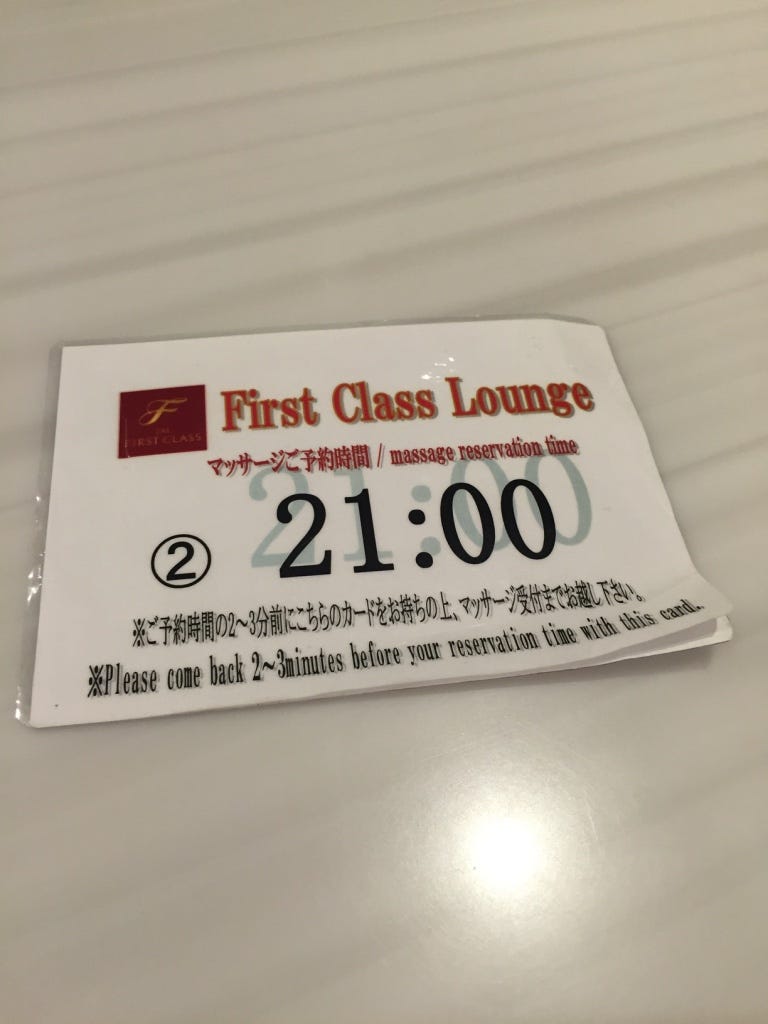 F
JAL
FIRST CLASS
First Class Lounge
マッサージご予約時間 / massage reservation time
② 21:00
※ご予約時間の2～3分前にこちらのカードをお持ちの上、マッサージ受付までお越し下さい。
※Please come back 2～3minutes before your reservation time with this card.